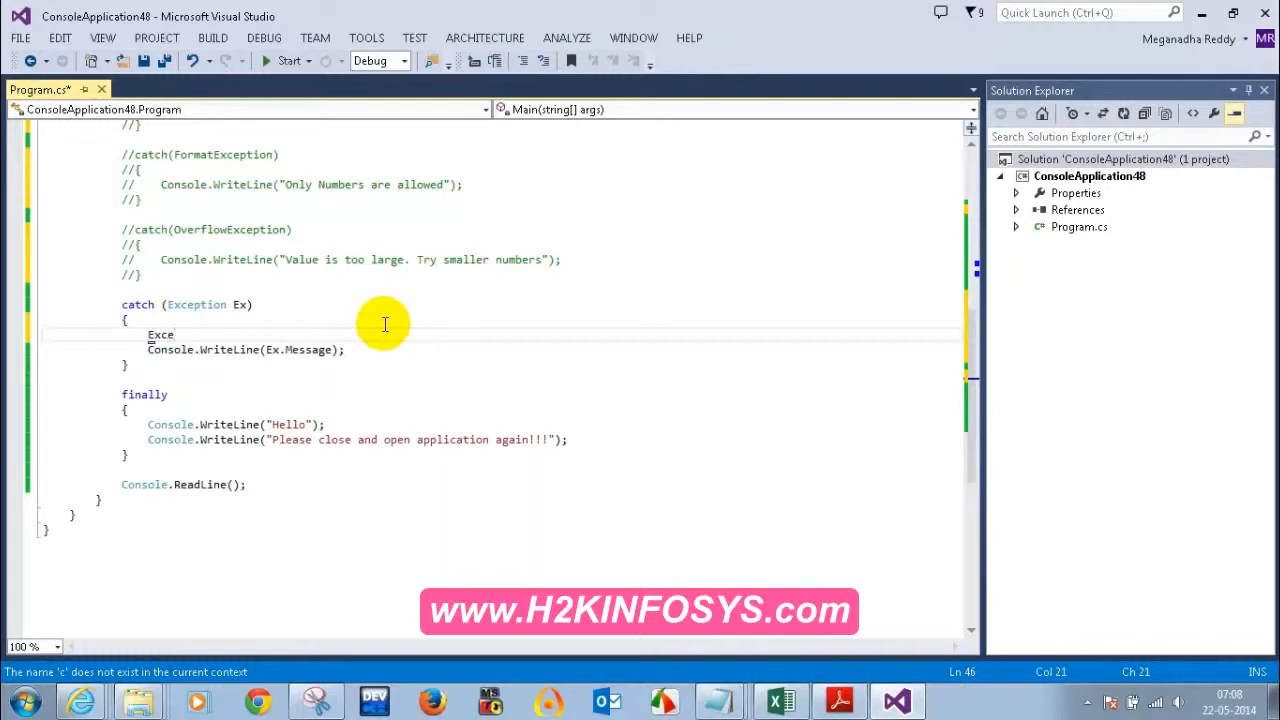 ConsoleApplication48 - Microsoft Visual Studio
9
Quick Launch (Ctrl+Q)
FILE EDIT VIEW PROJECT BUILD DEBUG TEAM TOOLS TEST ARCHITECTURE ANALYZE WINDOW HELP
Meganadha Reddy MR
Start Debug
Program.cs*
Solution Explorer
ConsoleApplication48.Program
Main(string[] args)
Search Solution Explorer (Ctrl+;)
Solution 'ConsoleApplication48' (1 project)
ConsoleApplication48
Properties
References
Program.cs
//}
//catch(FormatException)
//{
// Console.WriteLine("Only Numbers are allowed");
//}
//catch(OverflowException)
//{
// Console.WriteLine("Value is too large. Try smaller numbers");
//}
catch (Exception Ex)
{
Exce
Console.WriteLine(Ex.Message);
}
finally
{
Console.WriteLine("Hello");
Console.WriteLine("Please close and open application again!!!");
}
Console.ReadLine();
}
}
}
www.H2KINFOSYS.com
100 %
The name 'c' does not exist in the current context
Ln 46
Col 21
Ch 21
INS
DEV
MS
07:08
22-05-2014